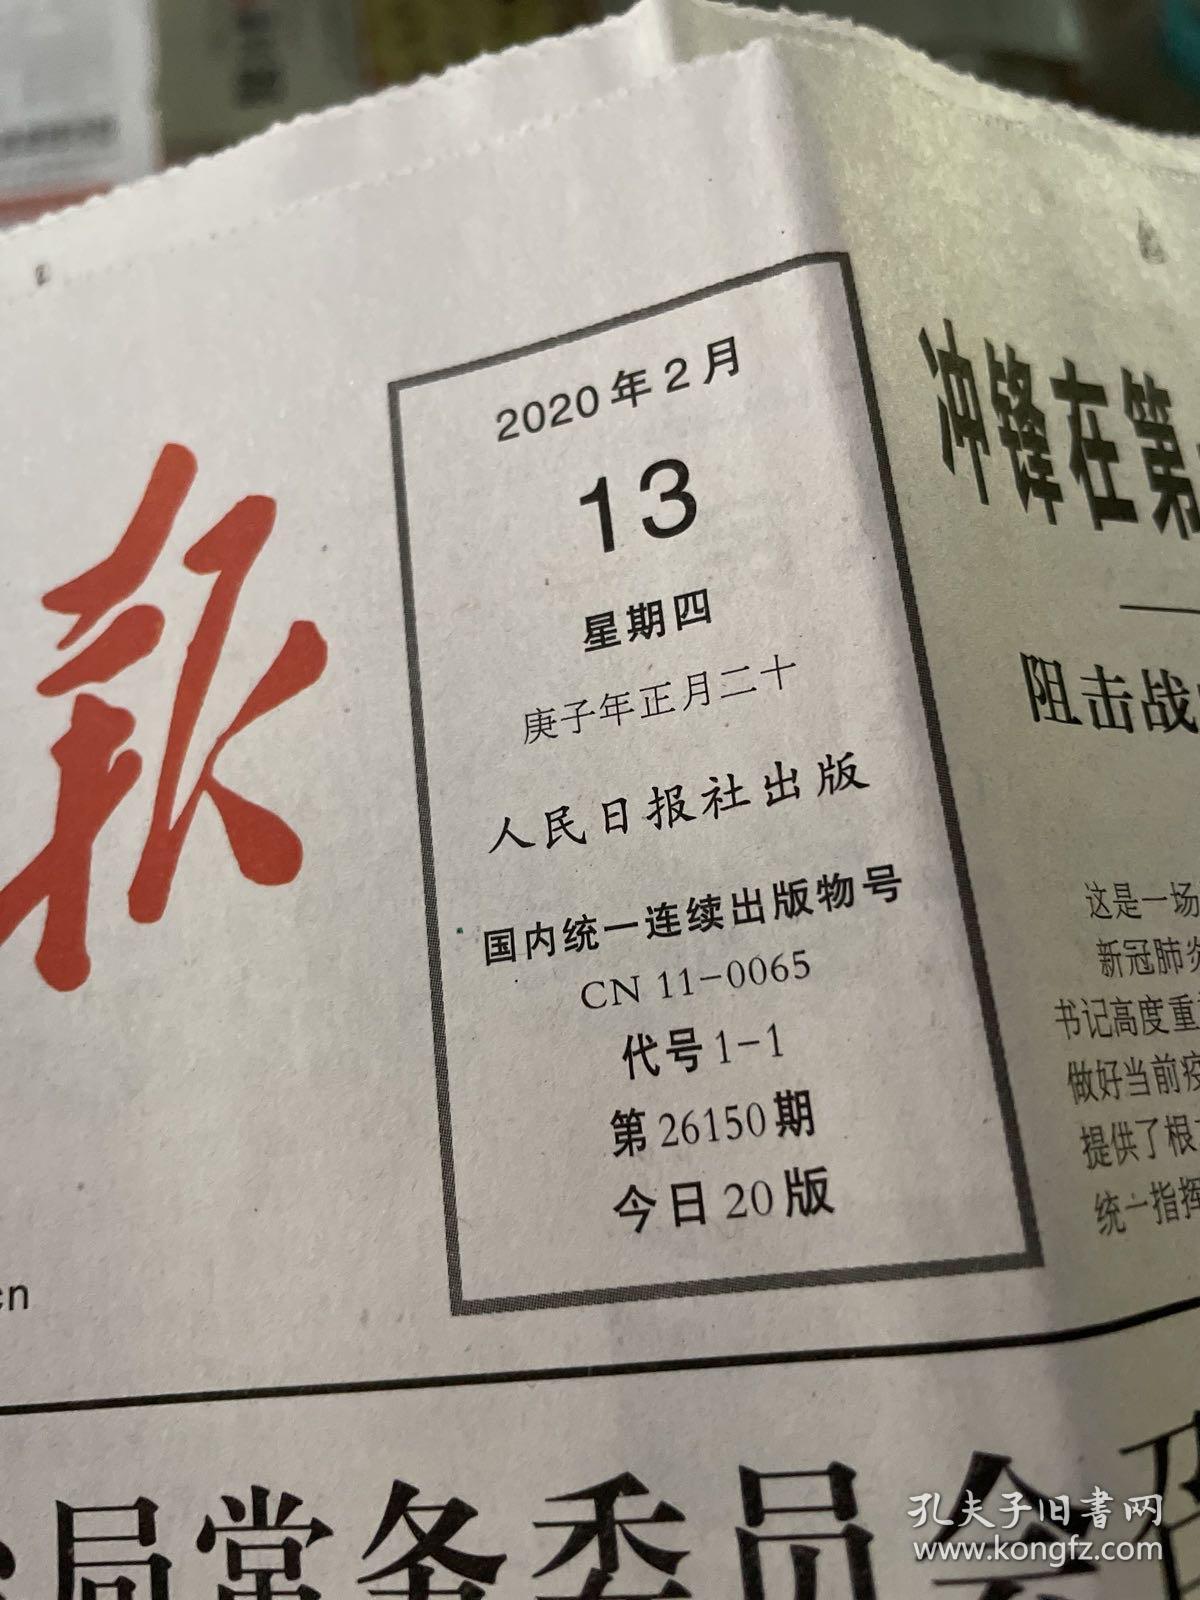 报
2020年2月
13
星期四
庚子年正月二十
人民日报社出版
国内统一连续出版物号
CN 11-0065
代号1-1
第26150期
今日20版
cn
冲锋在第
阻击战
这是一场
新冠肺炎
书记高度重
做好当前疫
提供了根
统一指挥
局常务委员会
孔夫子旧书网
www.kongfz.com